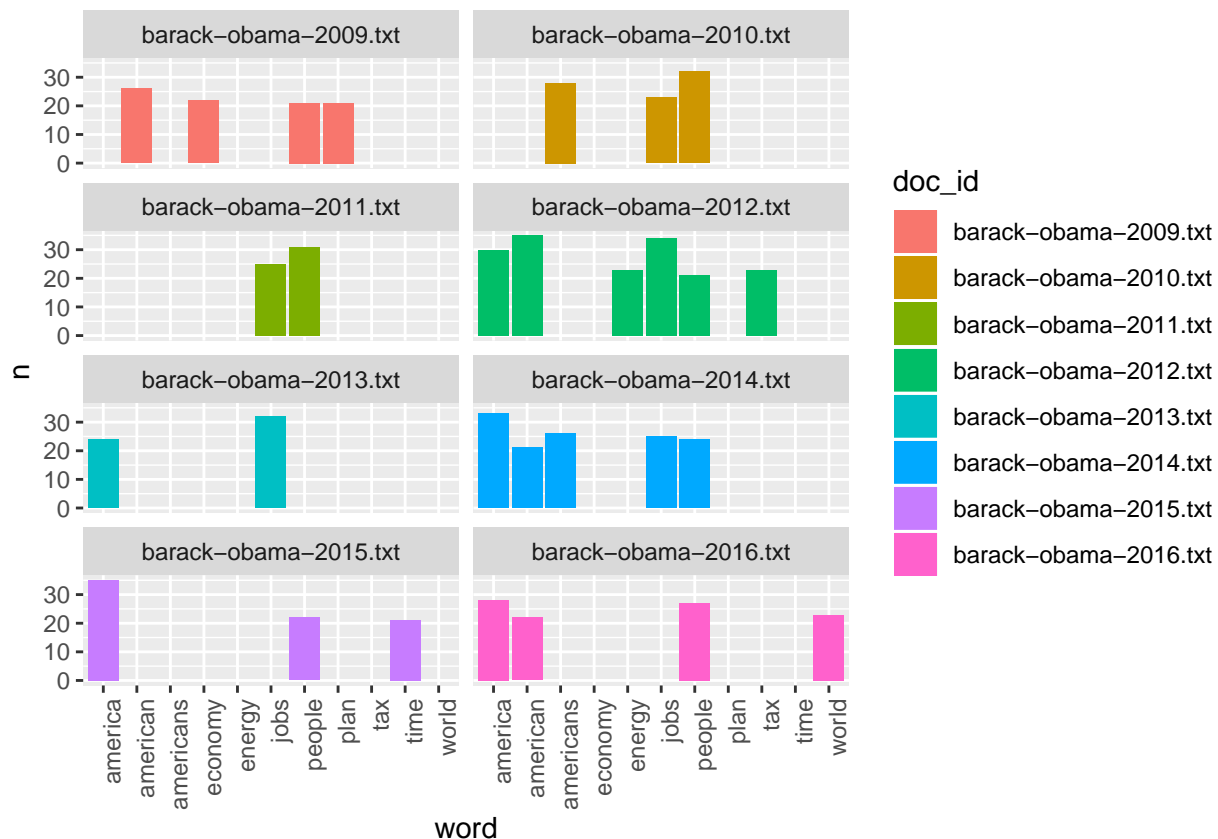 barack−obama−2009.txt
barack−obama−2010.txt
30
20
10
0
barack−obama−2011.txt
barack−obama−2012.txt
30
20
10
0
barack−obama−2013.txt
barack−obama−2014.txt
30
20
10
0
barack−obama−2015.txt
barack−obama−2016.txt
30
20
10
0
n
america
american
americans
economy
energy
jobs
people
plan
tax
time
world
america
american
americans
economy
energy
jobs
people
plan
tax
time
world
word
doc_id
barack−obama−2009.txt
barack−obama−2010.txt
barack−obama−2011.txt
barack−obama−2012.txt
barack−obama−2013.txt
barack−obama−2014.txt
barack−obama−2015.txt
barack−obama−2016.txt